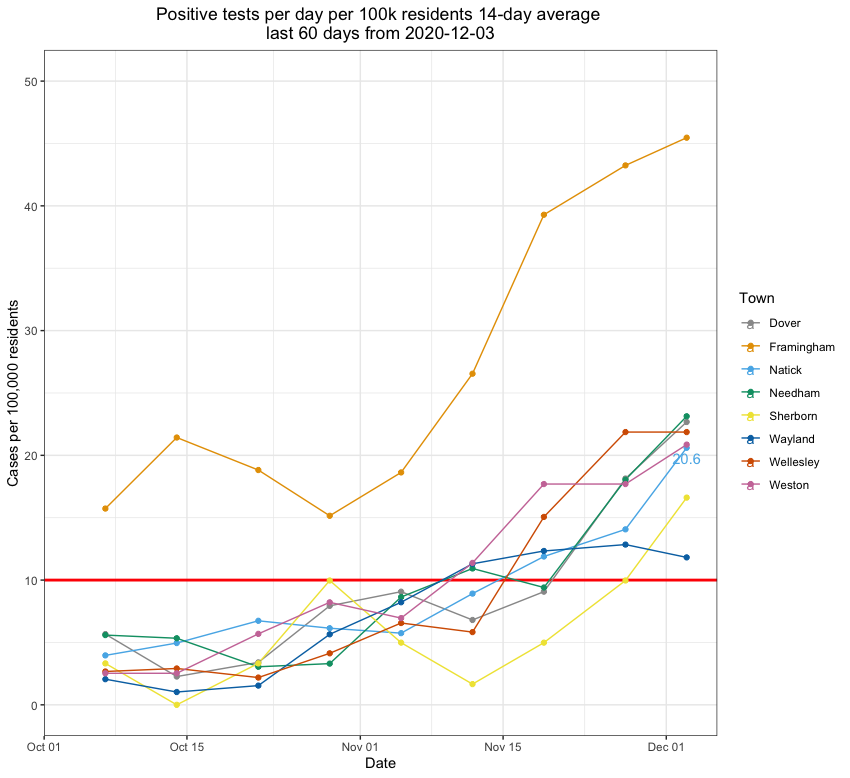 Positive tests per day per 100k residents 14-day average
last 60 days from 2020-12-03
Cases per 100,000 residents
50
40
30
20
10
0
20.6
Oct 01
Oct 15
Nov 01
Nov 15
Dec 01
Date
Town
a Dover
a Framingham
a Natick
a Needham
a Sherborn
a Wayland
a Wellesley
a Weston